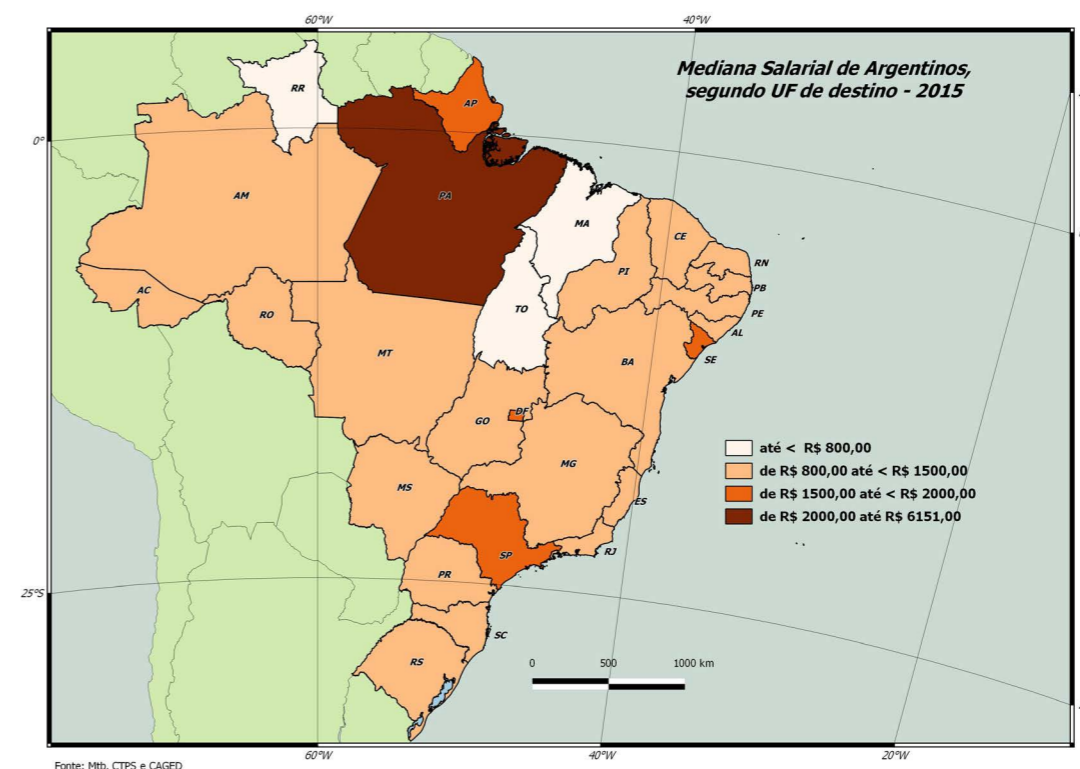 60°W
40°W
Mediana Salarial de Argentinos,
segundo UF de destino - 2015
RR
AP
0°
AM
PA
MA
CE
RN
PI
PB
AC
TO
PE
RO
AL
MT
BA
SE
DF
GO
até < R$ 800,00
MG
de R$ 800,00 até < R$ 1500,00
MS
ES
de R$ 1500,00 até < R$ 2000,00
de R$ 2000,00 até R$ 6151,00
SP
RJ
PR
25°S
SC
RS
0 500 1000 km
60°W
40°W
20°W
Fonte: Mtb, CTPS e CAGED